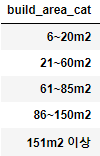 build_area_cat
6~20m2
21~60m2
61~85m2
86~150m2
151m2 이상